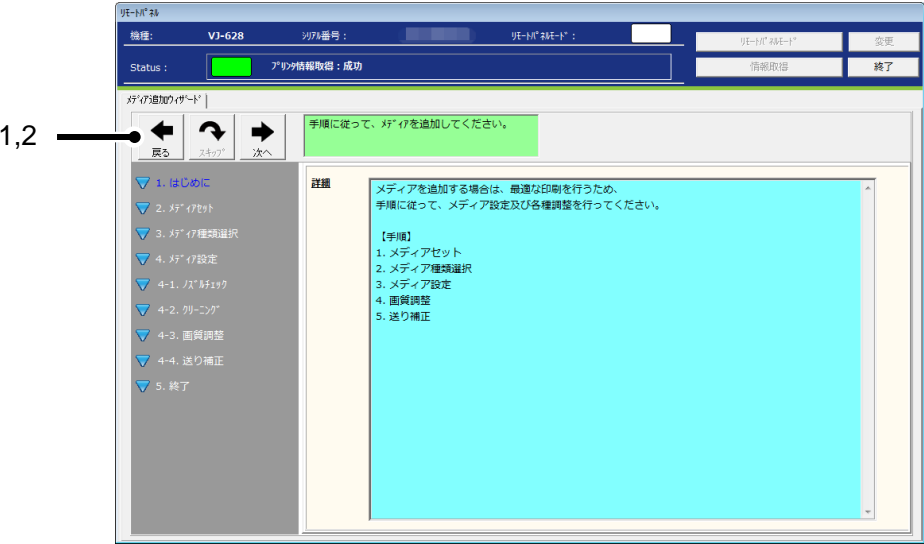 ﾘﾓｰﾄﾊﾟﾈﾙ
機種: VJ-628 ｼﾘｱﾙ番号： ﾘﾓｰﾄﾊﾟﾈﾙﾓｰﾄﾞ： ﾘﾓｰﾄﾊﾟﾈﾙﾓｰﾄﾞ 変更
Status： ﾌﾟﾘﾝﾀ情報取得：成功 情報取得 終了
ﾒﾃﾞｨｱ追加ｳｨｻﾞｰﾄﾞ
1,2
戻る ｽｷｯﾌﾟ 次へ
手順に従って、ﾒﾃﾞｨｱを追加してください。
1. はじめに
2. ﾒﾃﾞｨｱｾｯﾄ
3. ﾒﾃﾞｨｱ種類選択
4. ﾒﾃﾞｨｱ設定
4-1. ﾉｽﾞﾙﾁｪｯｸ
4-2. ｸﾘｰﾆﾝｸﾞ
4-3. 画質調整
4-4. 送り補正
5. 終了
詳細
メディアを追加する場合は、最適な印刷を行うため、
手順に従って、メディア設定及び各種調整を行ってください。
【手順】
1. メディアセット
2. メディア種類選択
3. メディア設定
4. 画質調整
5. 送り補正